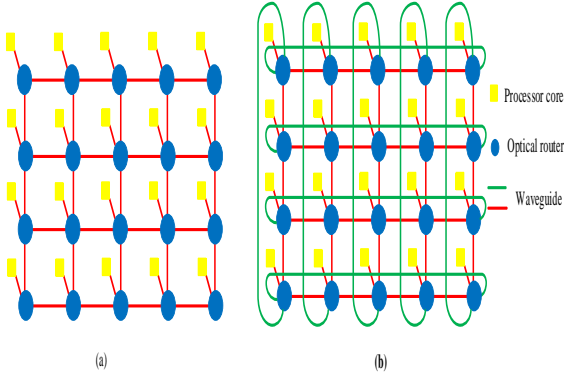 Processor core
Optical router
Waveguide
(a)
(b)